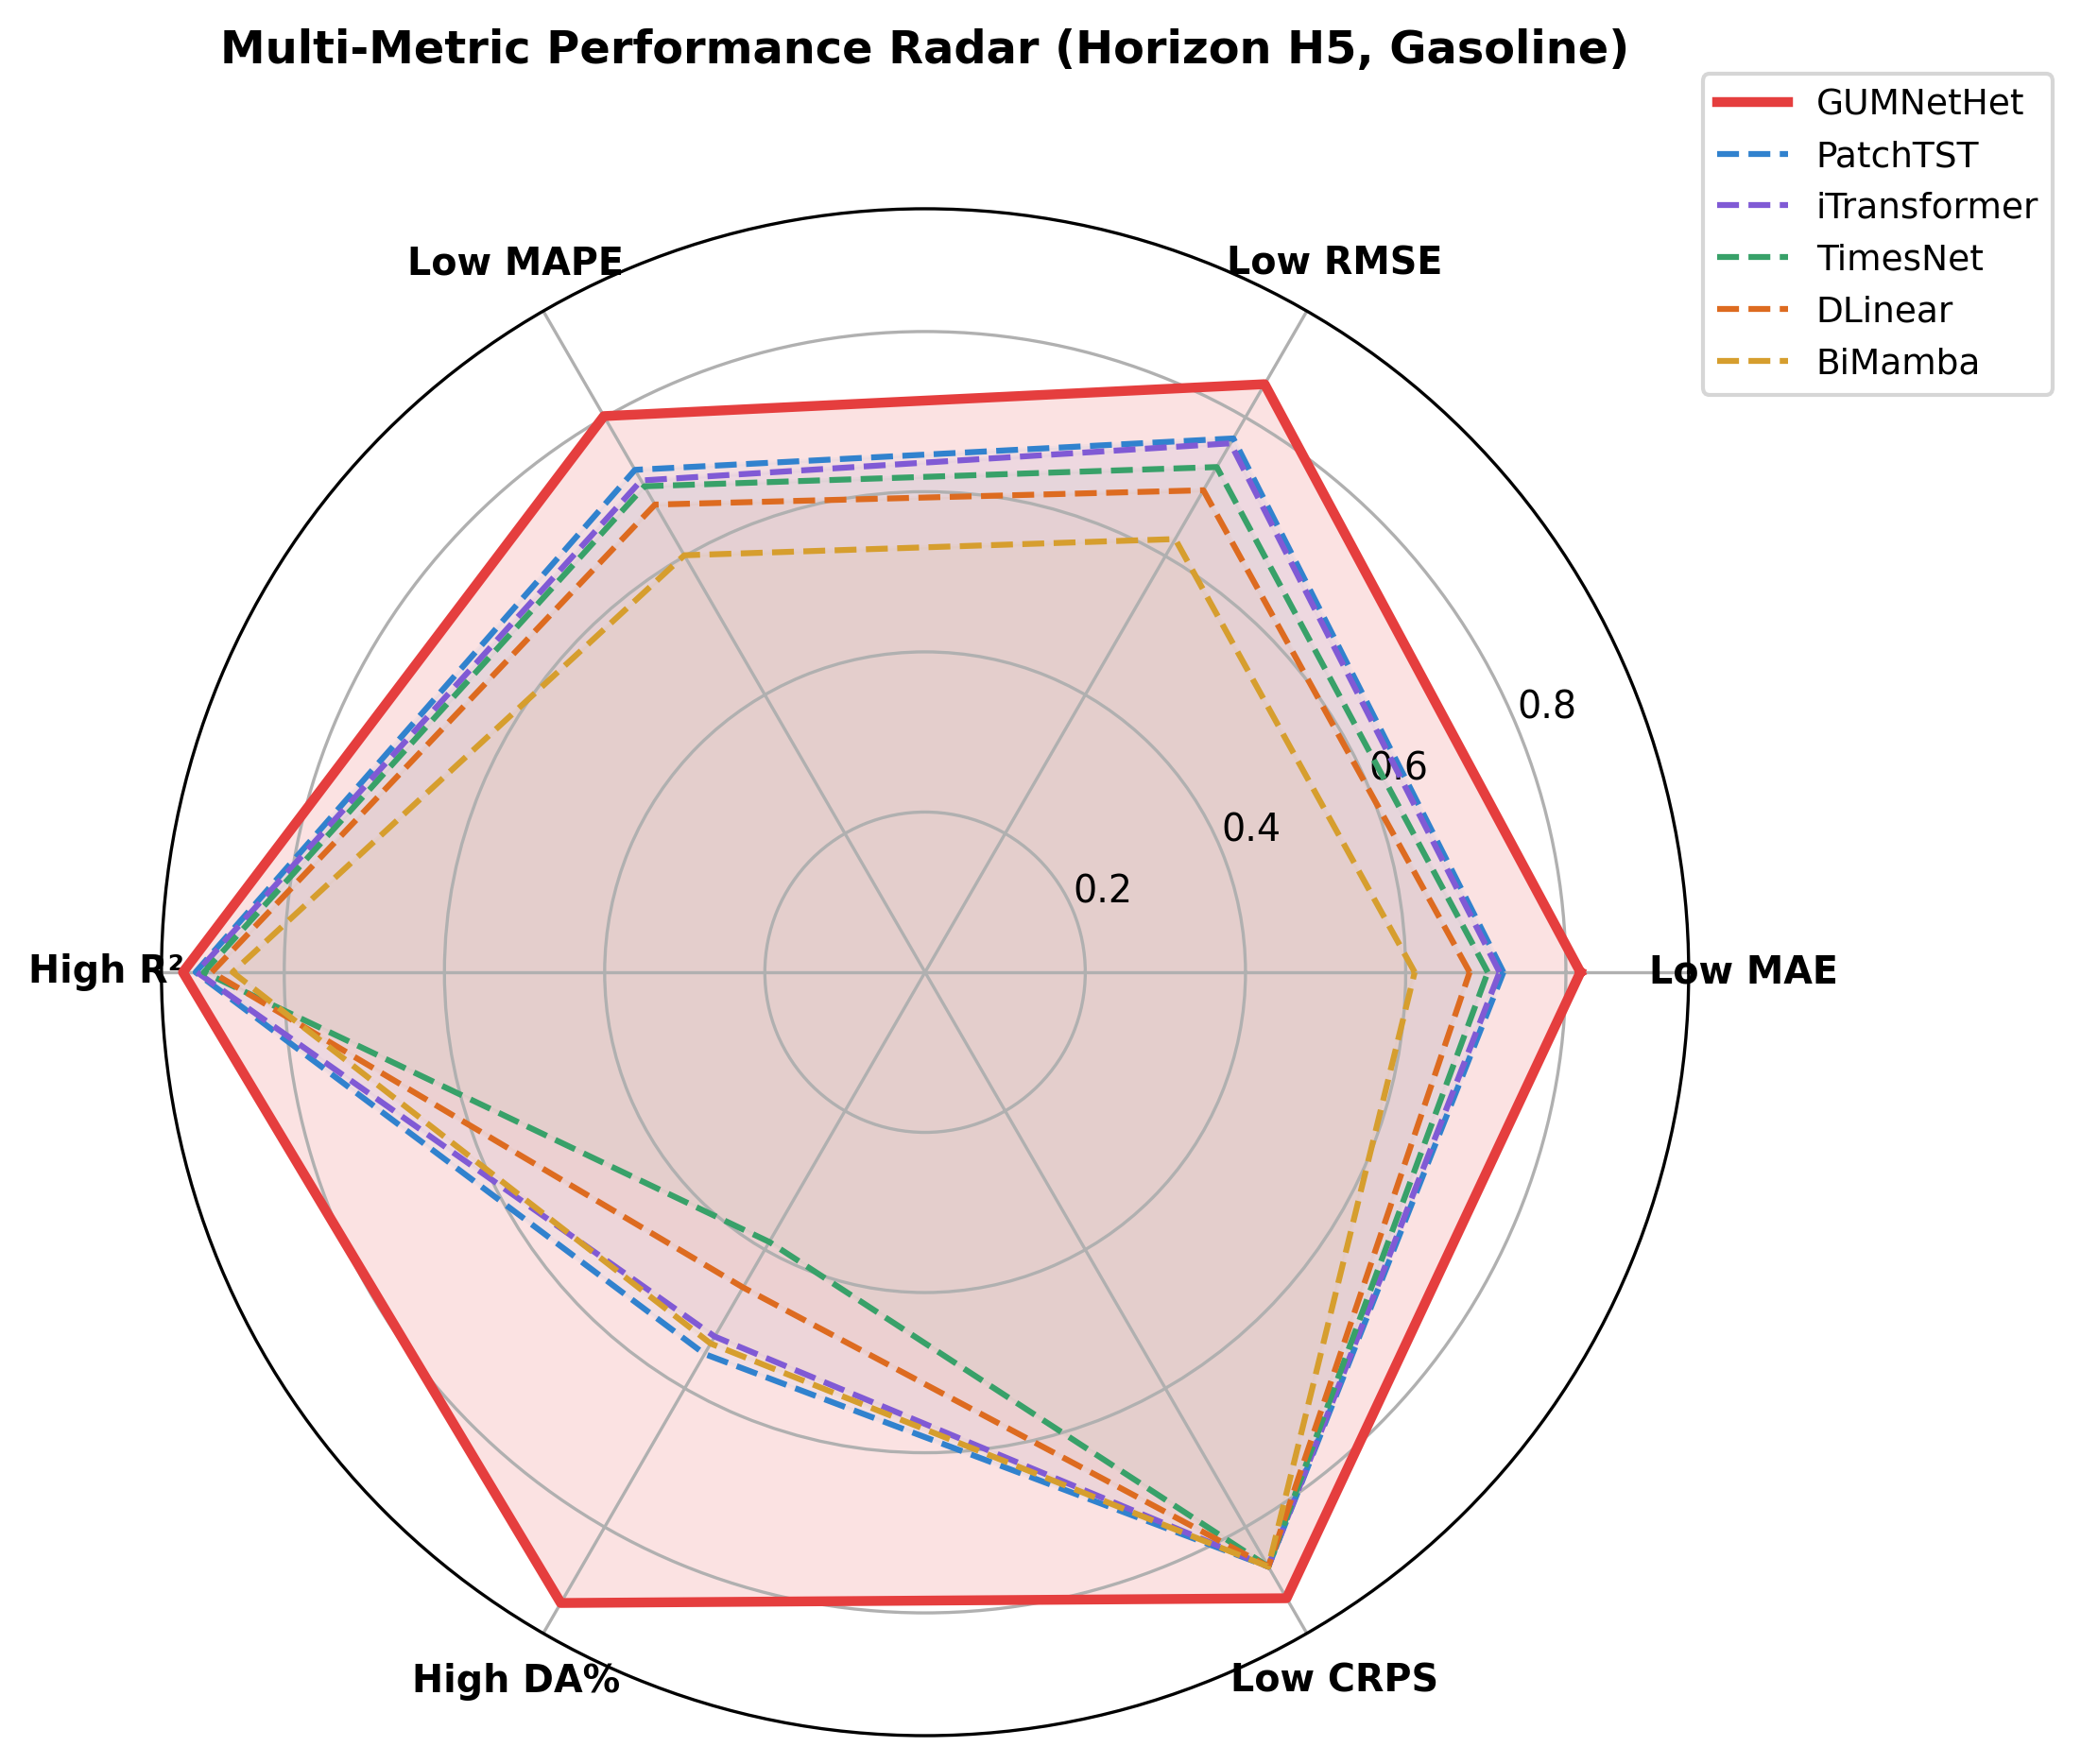 Multi-Metric Performance Radar (Horizon H5, Gasoline)
GUMNetHet
PatchTST
iTransformer
TimesNet
DLinear
BiMamba
Low MAPE
Low RMSE
0.8
0.6
0.4
0.2
High R²
Low MAE
High DA%
Low CRPS